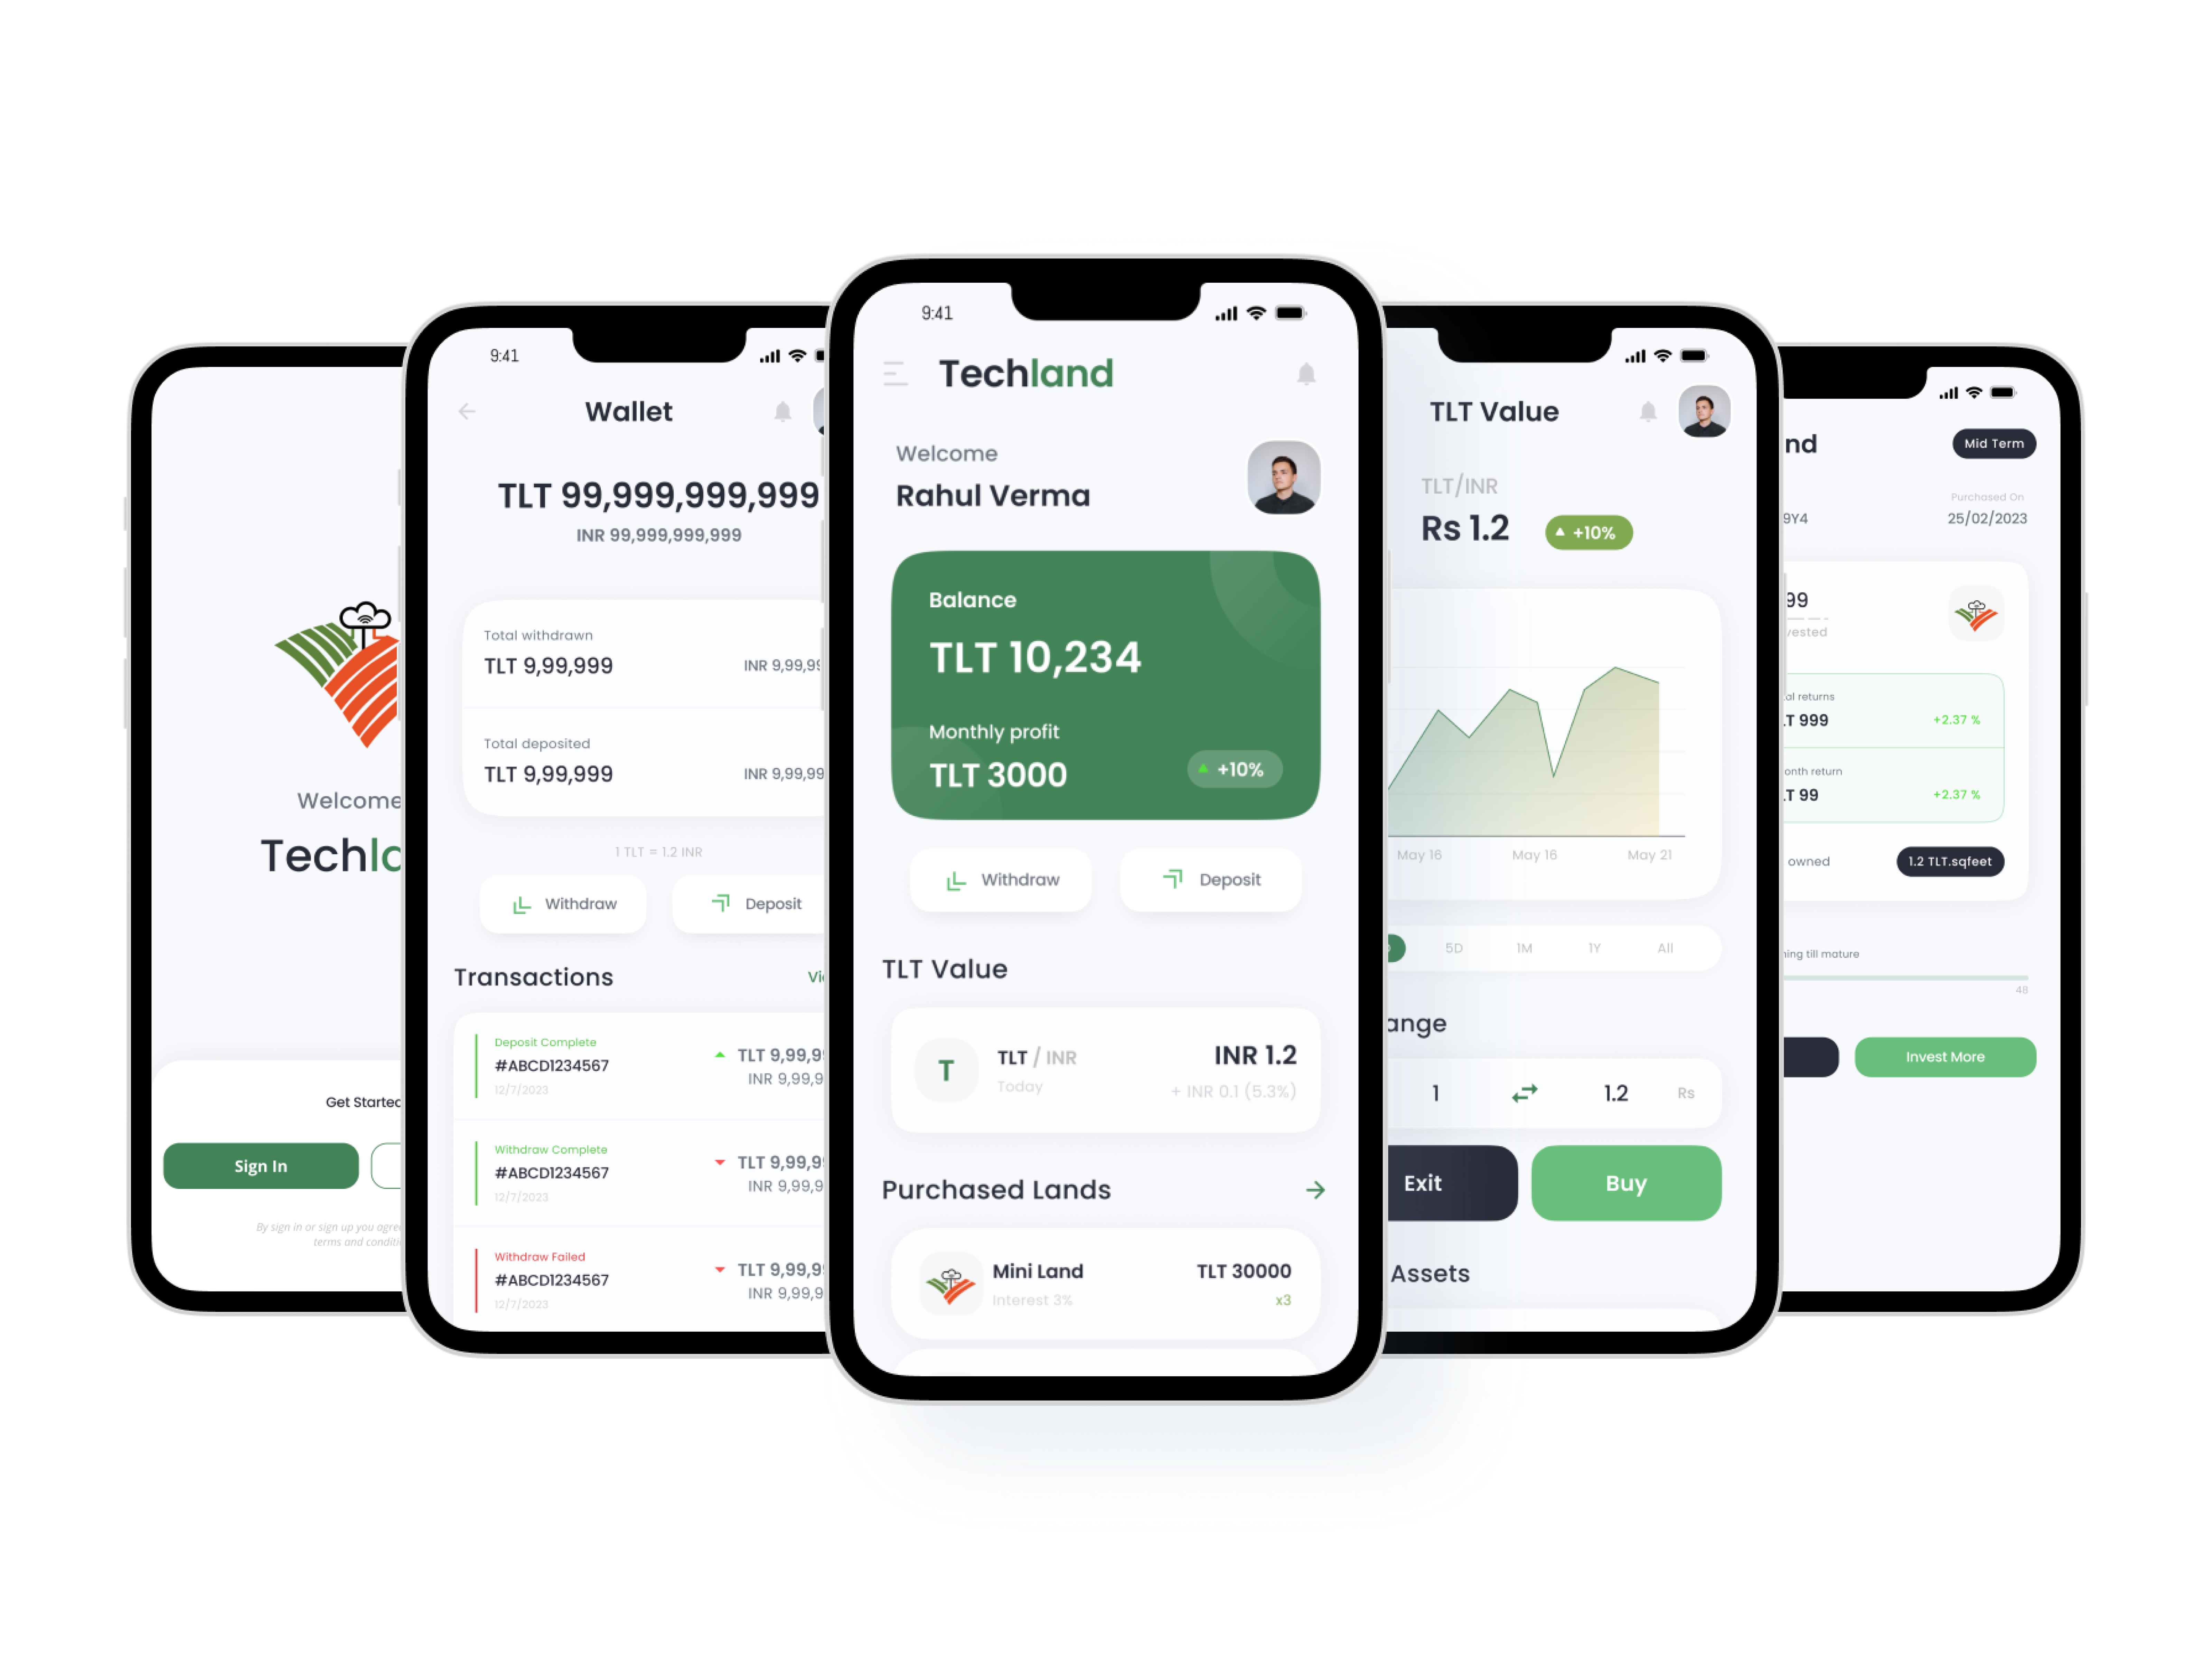 Welcome
Techla
Get Started
Sign In
By sign in or sign up you agree
terms and conditi
9:41
Wallet
TLT 99,999,999,999
INR 99,999,999,999
Total withdrawn
TLT 9,99,999 INR 9,99,99
Total deposited
TLT 9,99,999 INR 9,99,99
1 TLT = 1.2 INR
Withdraw Deposit
Transactions Vi
Deposit Complete
#ABCD1234567
12/7/2023
TLT 9,99,9
INR 9,99,9
Withdraw Complete
#ABCD1234567
12/7/2023
TLT 9,99,9
INR 9,99,9
Withdraw Failed
#ABCD1234567
12/7/2023
TLT 9,99,9
INR 9,99,9
9:41
Techland
Welcome
Rahul Verma
Balance
TLT 10,234
Monthly profit
TLT 3000 +10%
Withdraw Deposit
TLT Value
T
TLT / INR INR 1.2
Today + INR 0.1 (5.3%)
Purchased Lands
Mini Land TLT 30000
Interest 3% x3
TLT Value
TLT/INR
Rs 1.2 +10%
May 16 May 16 May 21
5D 1M 1Y All
ange
1 1.2 Rs
Exit Buy
Assets
nd Mid Term
Purchased On
9Y4 25/02/2023
99
vested
al returns
T 999 +2.37 %
onth return
T 99 +2.37 %
owned 1.2 TLT.sqfeet
ing till mature
48
Invest More